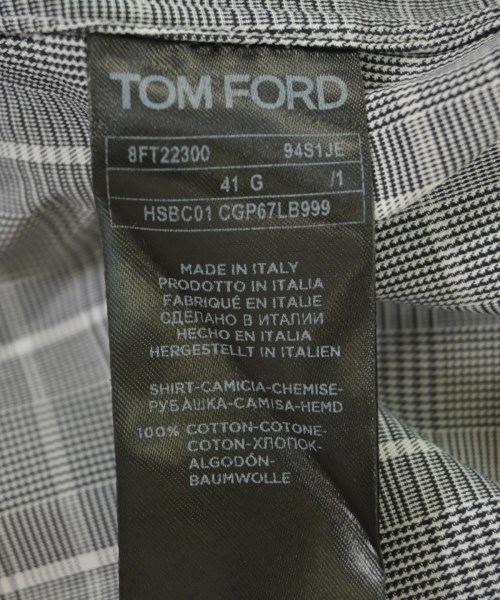 TOM FORD
8FT22300 94S1JE
41 G /1
HSBC01 CGP67LB999
MADE IN ITALY
PRODOTTO IN ITALIA
FABRIQUÉ EN ITALIE
СДЕЛАНО В ИТАЛИИ
HECHO EN ITALIA
HERGESTELLT IN ITALIEN
SHIRT-CAMICIA-CHEMISE-
РУБАШКА-CAMISA-HEMD
100% COTTON-COTONE-
COTON-ХЛОПОК-
ALGODÓN-
BAUMWOLLE